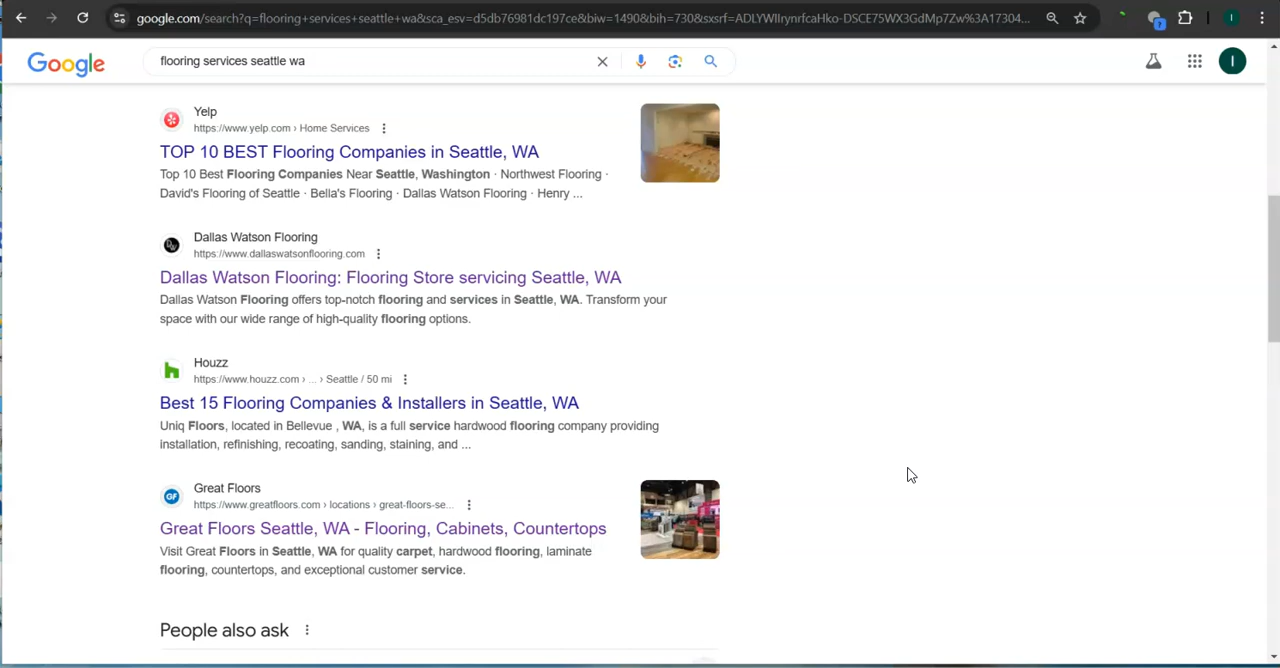 google.com/search?q=flooring+services+seattle+wa&sca_esv=d5db76981dc197ce&biw=1490&bih=730&sxsrf=ADLYWIIrynrfcaHko-DSCE75WX3GdMp7Zw%3A17304...
I
Google
flooring services seattle wa
I
Yelp
https://www.yelp.com › Home Services
TOP 10 BEST Flooring Companies in Seattle, WA
Top 10 Best Flooring Companies Near Seattle, Washington · Northwest Flooring ·
David's Flooring of Seattle · Bella's Flooring · Dallas Watson Flooring · Henry ...
DW
Dallas Watson Flooring
https://www.dallaswatsonflooring.com
Dallas Watson Flooring: Flooring Store servicing Seattle, WA
Dallas Watson Flooring offers top-notch flooring and services in Seattle, WA. Transform your
space with our wide range of high-quality flooring options.
Houzz
https://www.houzz.com › ... › Seattle / 50 mi
Best 15 Flooring Companies & Installers in Seattle, WA
Uniq Floors, located in Bellevue , WA, is a full service hardwood flooring company providing
installation, refinishing, recoating, sanding, staining, and ...
GF
Great Floors
https://www.greatfloors.com › locations › great-floors-se...
Great Floors Seattle, WA - Flooring, Cabinets, Countertops
Visit Great Floors in Seattle, WA for quality carpet, hardwood flooring, laminate
flooring, countertops, and exceptional customer service.
People also ask